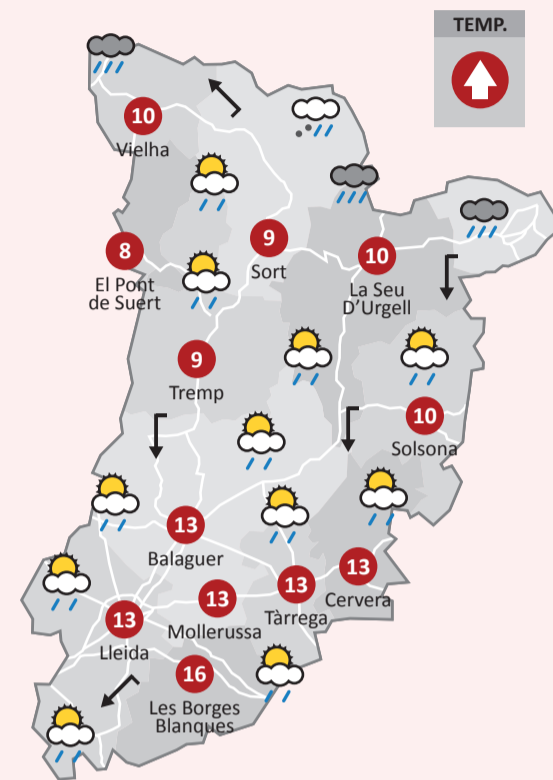 TEMP.
10
Vielha
8
El Pont
de Suert
9
Sort
10
La Seu
D'Urgell
9
Tremp
10
Solsona
13
Balaguer
13
Lleida
13
Mollerussa
13
Tàrrega
13
Cervera
16
Les Borges
Blanques